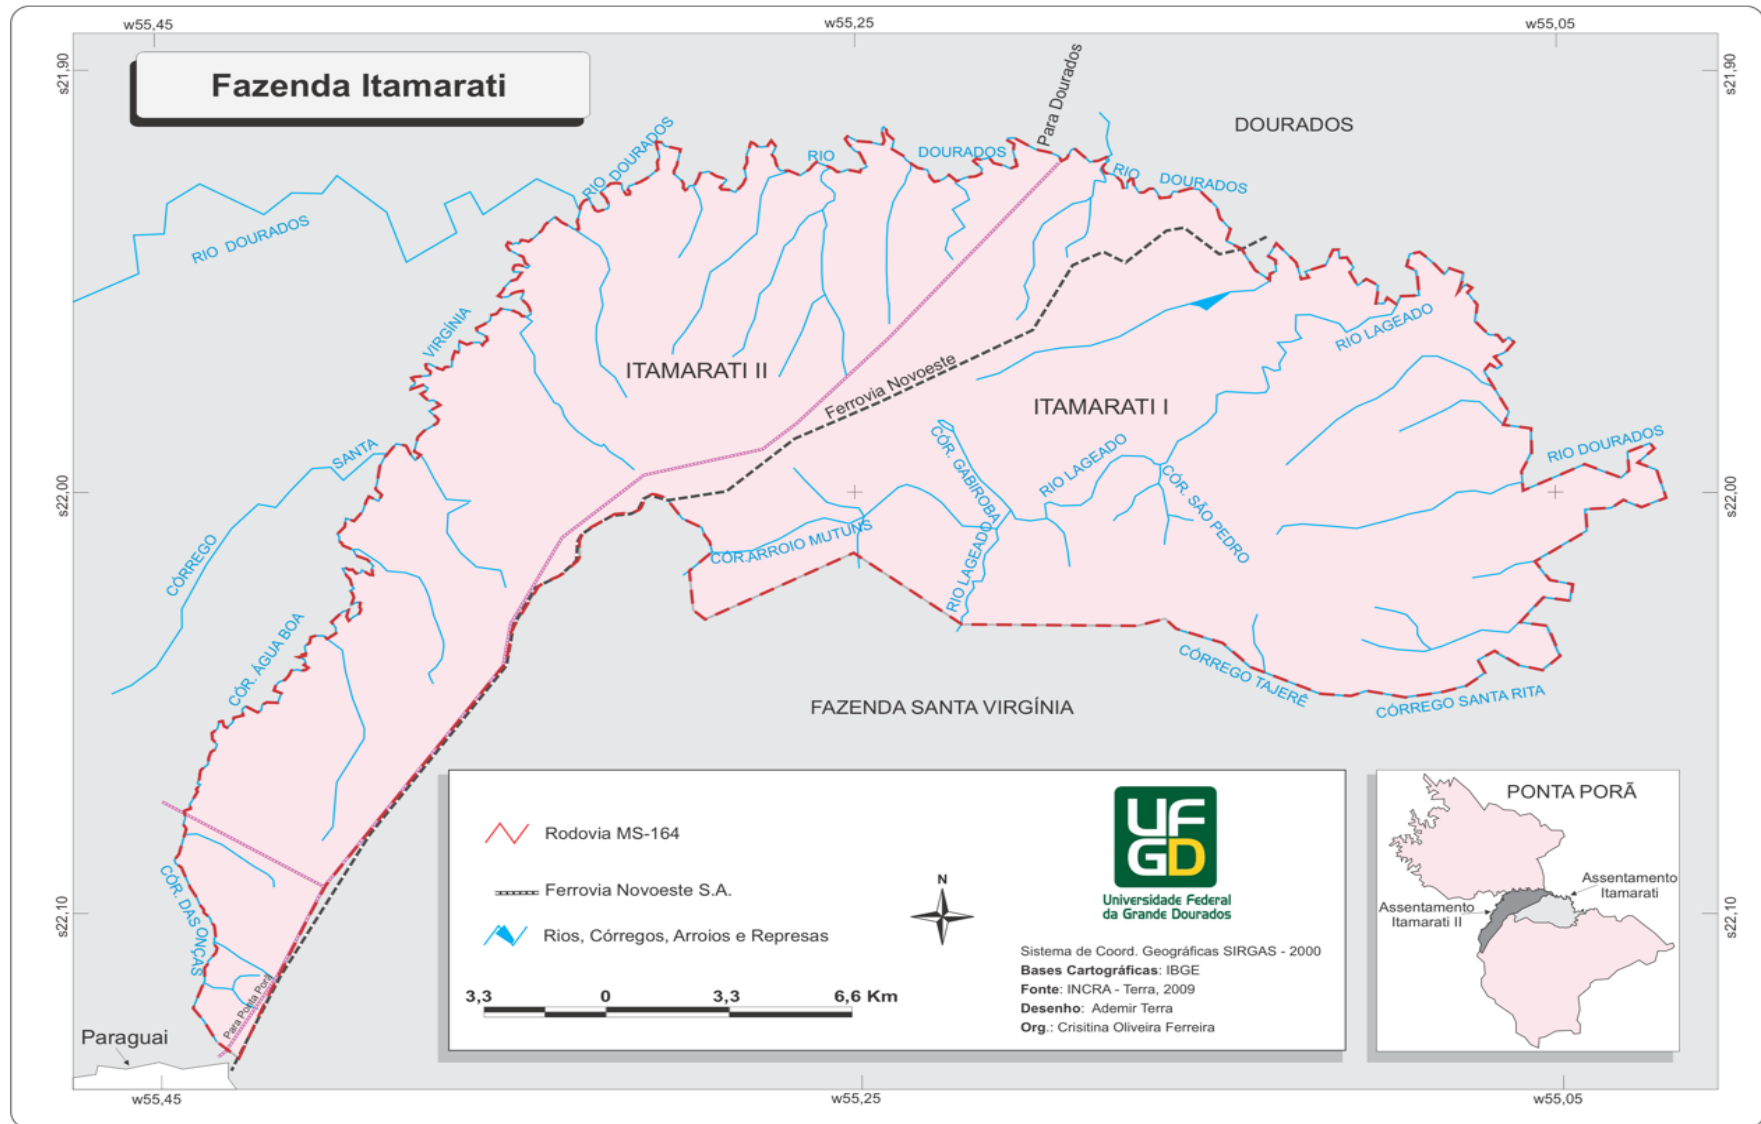 w55,45
w55,25
w55,05
s21,90
s21,90
Fazenda Itamarati
Para Dourados
DOURADOS
RIO DOURADOS
RIO
DOURADOS
RIO DOURADOS
RIO DOURADOS
VIRGÍNIA
RIO LAGEADO
ITAMARATI II
Ferrovia Novoeste
ITAMARATI I
SANTA
CÓR. GABIROBA
RIO LAGEADO
RIO DOURADOS
s22,00
s22,00
CÓRREGO
CÓR.ARROIO MUTUNS
RIO LAGEADO
CÓR. SÃO PEDRO
CÓR. ÁGUA BOA
CÓRREGO TAJERÊ
CÓRREGO SANTA RITA
FAZENDA SANTA VIRGÍNIA
CÓR. DAS ONÇAS
s22,10
s22,10
Para Ponta Porã
Paraguai
Rodovia MS-164
Ferrovia Novoeste S.A.
Rios, Córregos, Arroios e Represas
3,3 0 3,3 6,6 Km
N
UF
GD
Universidade Federal
da Grande Dourados
Sistema de Coord. Geográficas SIRGAS - 2000
Bases Cartográficas: IBGE
Fonte: INCRA - Terra, 2009
Desenho: Ademir Terra
Org.: Crisitina Oliveira Ferreira
PONTA PORÃ
Assentamento
Itamarati
Assentamento
Itamarati II
w55,45
w55,25
w55,05